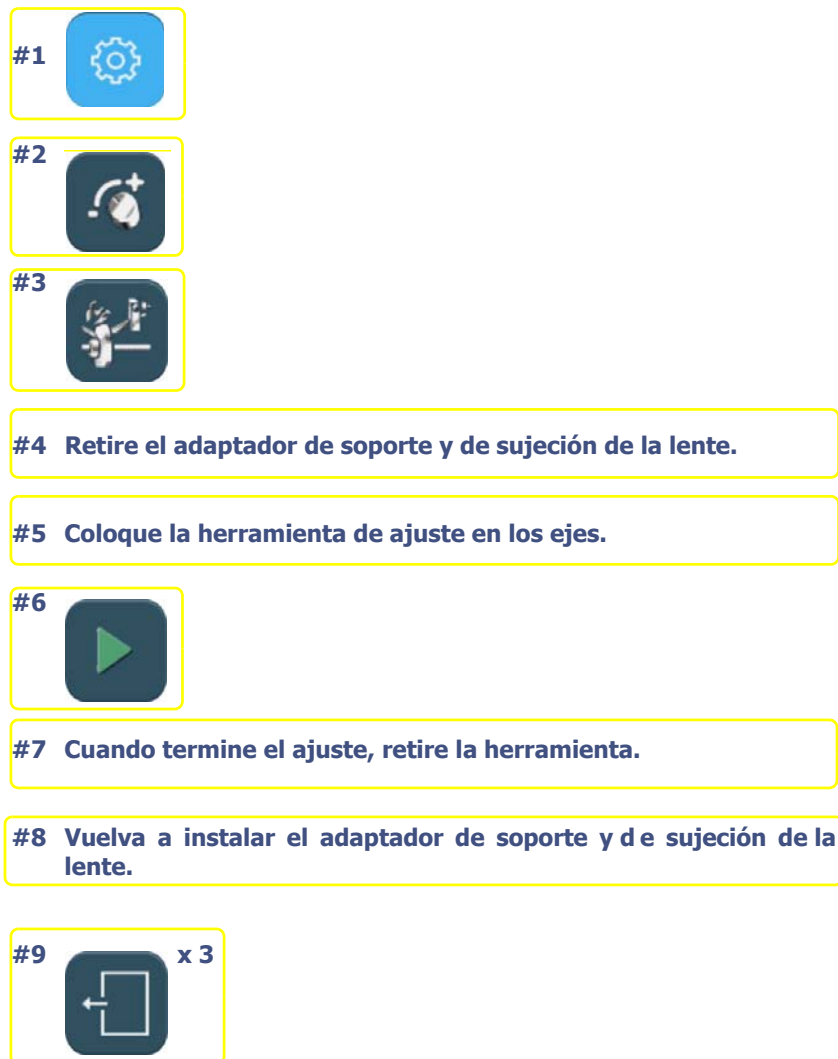 #1
#2
#3
#4 Retire el adaptador de soporte y de sujeción de la lente.
#5 Coloque la herramienta de ajuste en los ejes.
#6
#7 Cuando termine el ajuste, retire la herramienta.
#8 Vuelva a instalar el adaptador de soporte y de sujeción de la
lente.
#9 x 3